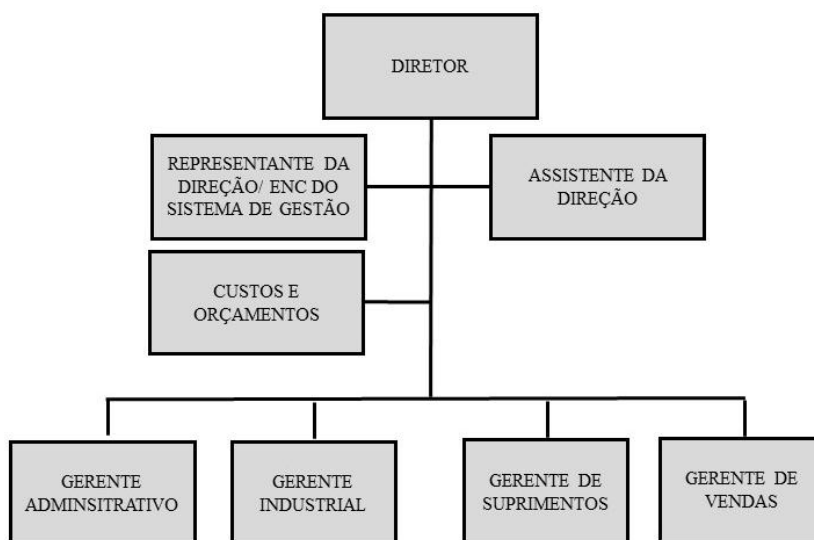 DIRETOR
REPRESENTANTE DA
DIREÇÃO/ ENC DO
SISTEMA DE GESTÃO
ASSISTENTE DA
DIREÇÃO
CUSTOS E
ORÇAMENTOS
GERENTE
ADMINSITRATIVO
GERENTE
INDUSTRIAL
GERENTE DE
SUPRIMENTOS
GERENTE DE
VENDAS